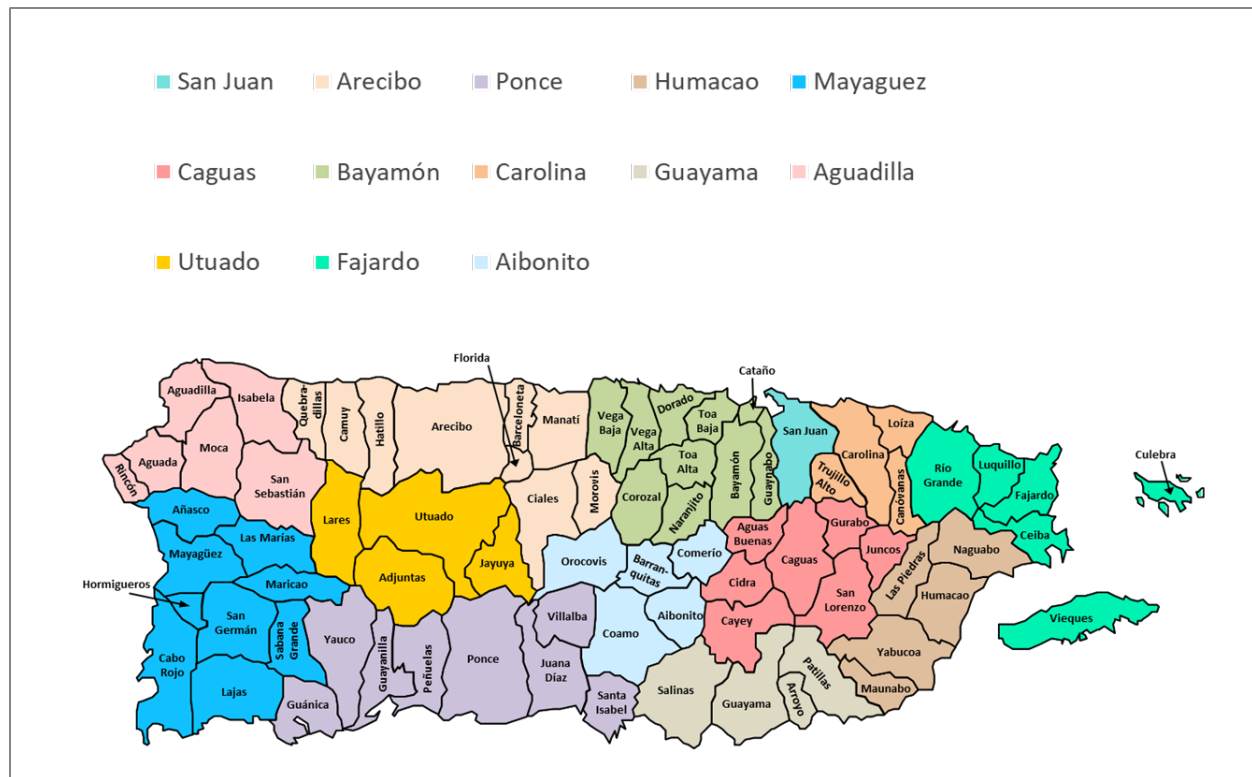 San Juan
Arecibo
Ponce
Humacao
Mayaguez
Caguas
Bayamón
Carolina
Guayama
Aguadilla
Utuado
Fajardo
Aibonito
Florida
Cataño
Aguadilla
Isabela
Quebra-
dillas
Camuy
Hatillo
Arecibo
Barceloneta
Manatí
Vega
Baja
Vega
Alta
Dorado
Toa
Baja
Toa
Alta
Bayamón
Guaynabo
San Juan
Carolina
Loíza
Trujillo
Alto
Canóvanas
Río
Grande
Luquillo
Fajardo
Ceiba
Culebra
Moca
Aguada
Rincón
San
Sebastián
Lares
Utuado
Ciales
Morovis
Corozal
Naranjito
Añasco
Las Marías
Mayagüez
Maricao
Hormigueros
Adjuntas
Jayuya
Orocovis
Barran-
quitas
Comerío
Aguas
Buenas
Caguas
Gurabo
Juncos
Las Piedras
Naguabo
Humacao
Cidra
San
Lorenzo
Cayey
Aibonito
Coamo
Villalba
Vieques
San
Germán
Sabana
Grande
Yauco
Guayanilla
Peñuelas
Ponce
Juana
Díaz
Cabo
Rojo
Lajas
Guánica
Santa
Isabel
Salinas
Guayama
Arroyo
Patillas
Yabucoa
Maunabo